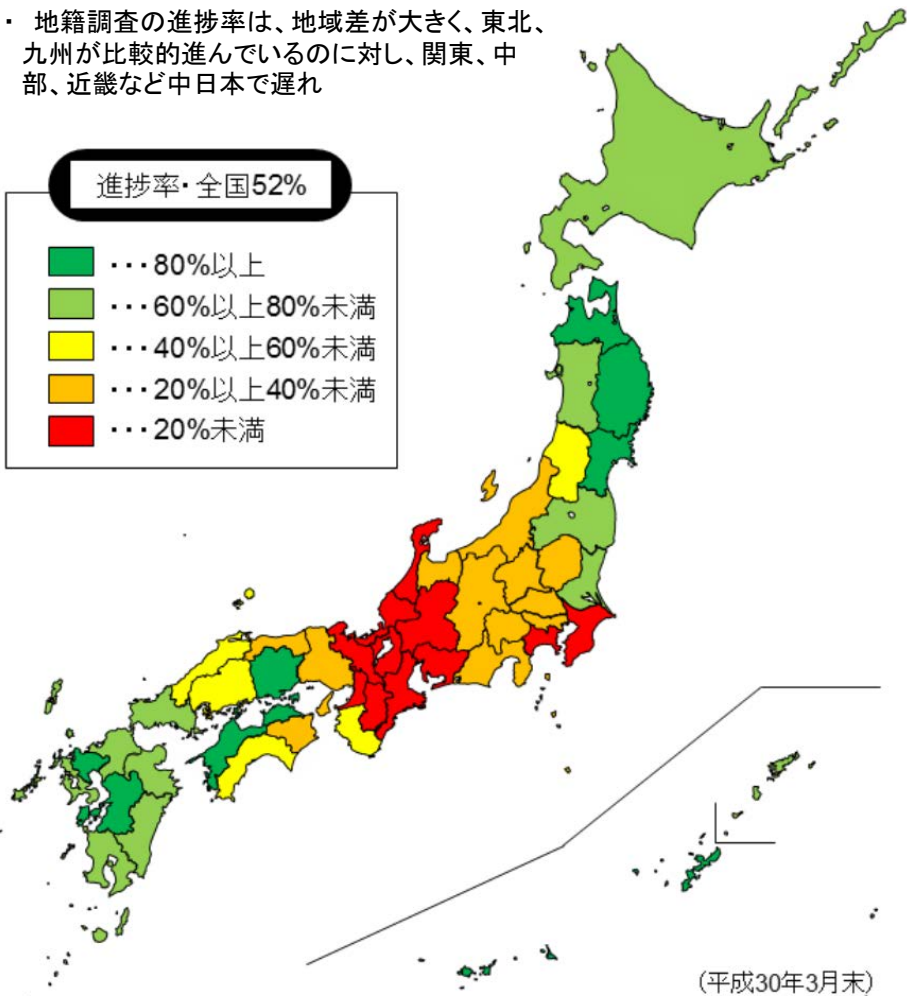 ・ 地籍調査の進捗率は、地域差が大きく、東北、
九州が比較的進んでいるのに対し、関東、中
部、近畿など中日本で遅れ
進捗率・全国52%
・・・80%以上
・・・60%以上80%未満
・・・40%以上60%未満
・・・20%以上40%未満
・・・20%未満
(平成30年3月末)